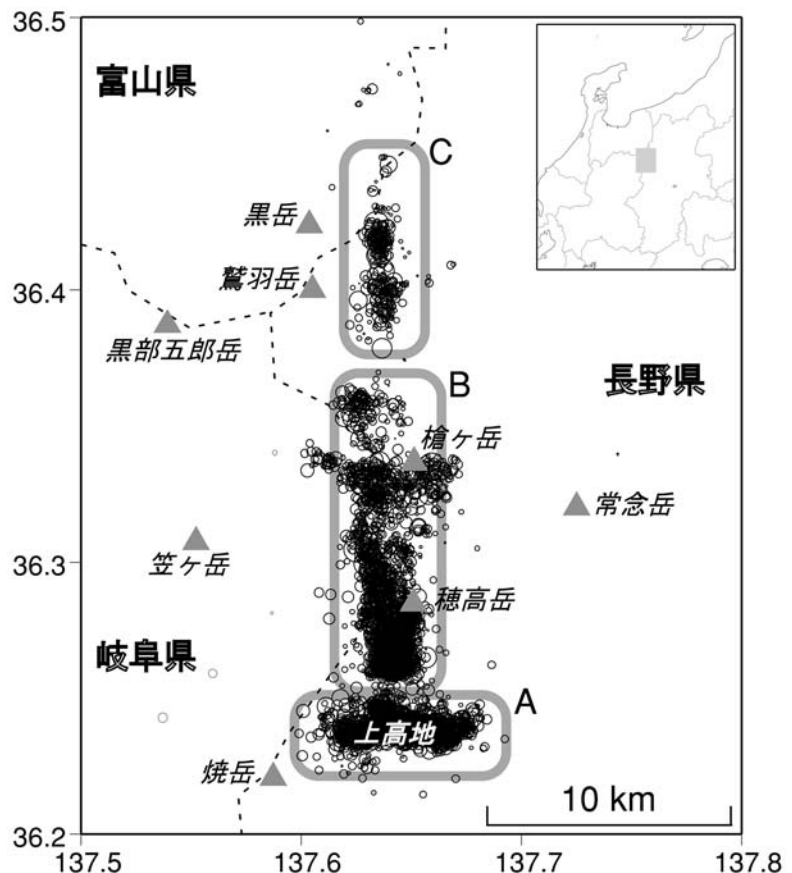 36.5
富山県
C
黒岳
鷲羽岳
36.4
黒部五郎岳
B
長野県
槍ヶ岳
常念岳
笠ヶ岳
36.3
穂高岳
岐阜県
A
上高地
焼岳
10 km
36.2
137.5
137.6
137.7
137.8